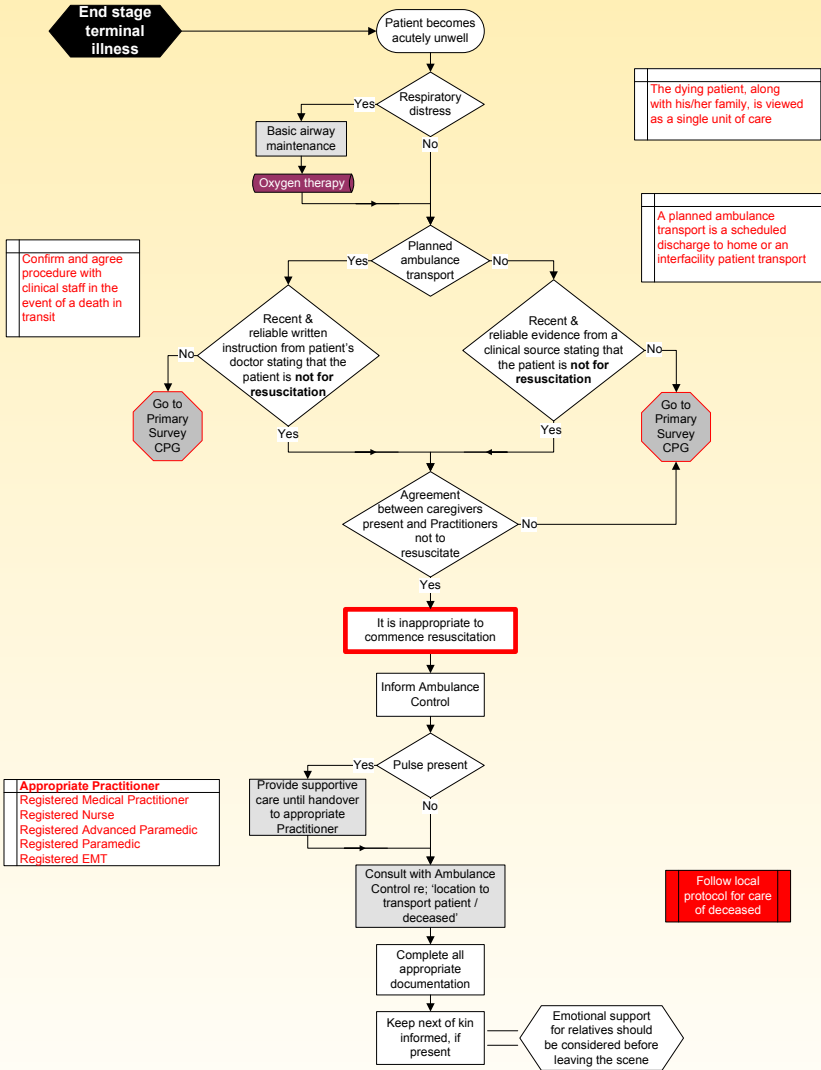 End stage
terminal
illness
Patient becomes
acutely unwell
Respiratory
distress
Yes
No
Basic airway
maintenance
Oxygen therapy
The dying patient, along
with his/her family, is viewed
as a single unit of care
A planned ambulance
transport is a scheduled
discharge to home or an
interfacility patient transport
Planned
ambulance
transport
Yes
No
Confirm and agree
procedure with
clinical staff in the
event of a death in
transit
Recent &
reliable written
instruction from patient's
doctor stating that the
patient is not for
resuscitation
No
Yes
Go to
Primary
Survey
CPG
Recent &
reliable evidence from a
clinical source stating that
the patient is not for
resuscitation
No
Yes
Go to
Primary
Survey
CPG
Agreement
between caregivers
present and Practitioners
not to
resuscitate
No
Yes
It is inappropriate to
commence resuscitation
Inform Ambulance
Control
Pulse present
Yes
No
Provide supportive
care until handover
to appropriate
Practitioner
Appropriate Practitioner
Registered Medical Practitioner
Registered Nurse
Registered Advanced Paramedic
Registered Paramedic
Registered EMT
Consult with Ambulance
Control re; 'location to
transport patient /
deceased'
Follow local
protocol for care
of deceased
Complete all
appropriate
documentation
Keep next of kin
informed, if
present
Emotional support
for relatives should
be considered before
leaving the scene